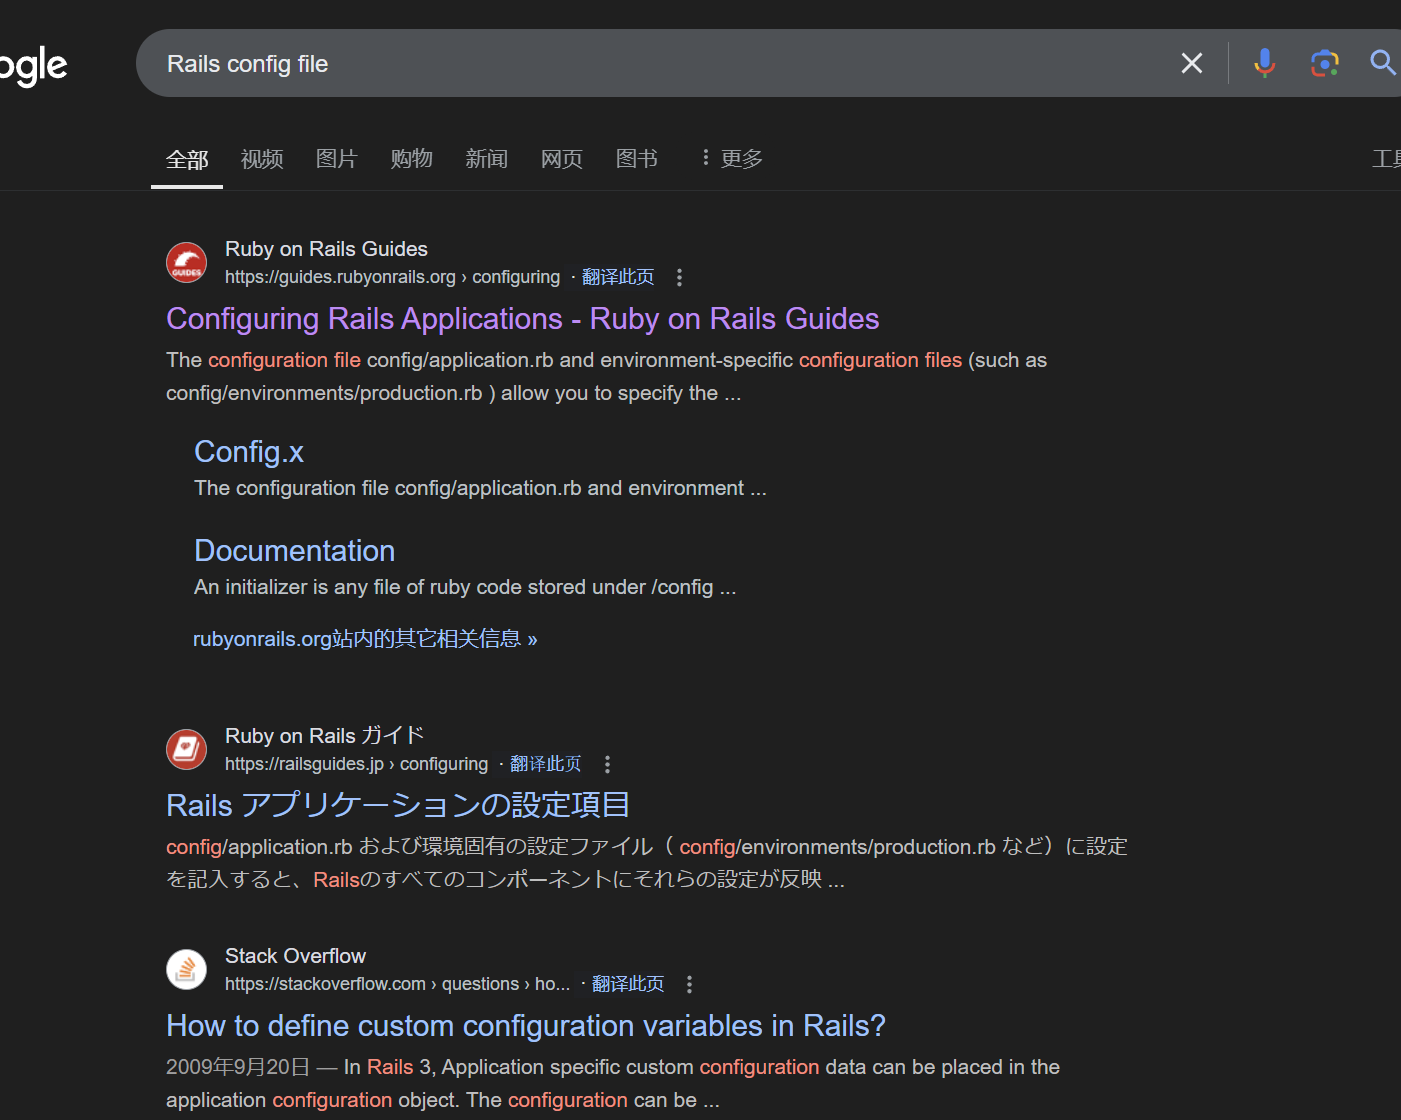 ogle
Rails config file
全部 视频 图片 购物 新闻 网页 图书 更多 工具
Ruby on Rails Guides
https://guides.rubyonrails.org › configuring · 翻译此页
GUIDES
Configuring Rails Applications - Ruby on Rails Guides
The configuration file config/application.rb and environment-specific configuration files (such as
config/environments/production.rb ) allow you to specify the ...
Config.x
The configuration file config/application.rb and environment ...
Documentation
An initializer is any file of ruby code stored under /config ...
rubyonrails.org站内的其它相关信息 »
Ruby on Rails ガイド
https://railsguides.jp › configuring · 翻译此页
Rails アプリケーションの設定項目
config/application.rb および環境固有の設定ファイル（ config/environments/production.rb など）に設定
を記入すると、Railsのすべてのコンポーネントにそれらの設定が反映 ...
Stack Overflow
https://stackoverflow.com › questions › ho... · 翻译此页
How to define custom configuration variables in Rails?
2009年9月20日 — In Rails 3, Application specific custom configuration data can be placed in the
application configuration object. The configuration can be ...